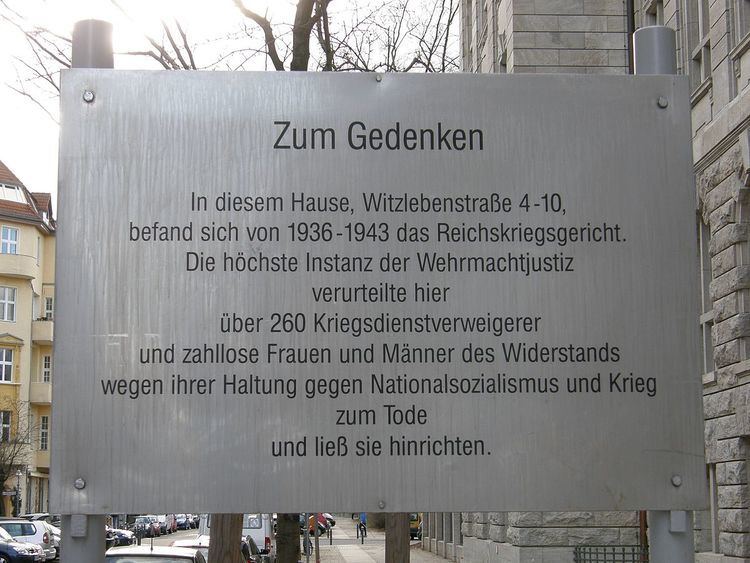 Zum Gedenken
In diesem Hause, Witzlebenstraße 4-10,
befand sich von 1936-1943 das Reichskriegsgericht.
Die höchste Instanz der Wehrmachtjustiz
verurteilte hier
über 260 Kriegsdienstverweigerer
und zahllose Frauen und Männer des Widerstands
wegen ihrer Haltung gegen Nationalsozialismus und Krieg
zum Tode
und ließ sie hinrichten.